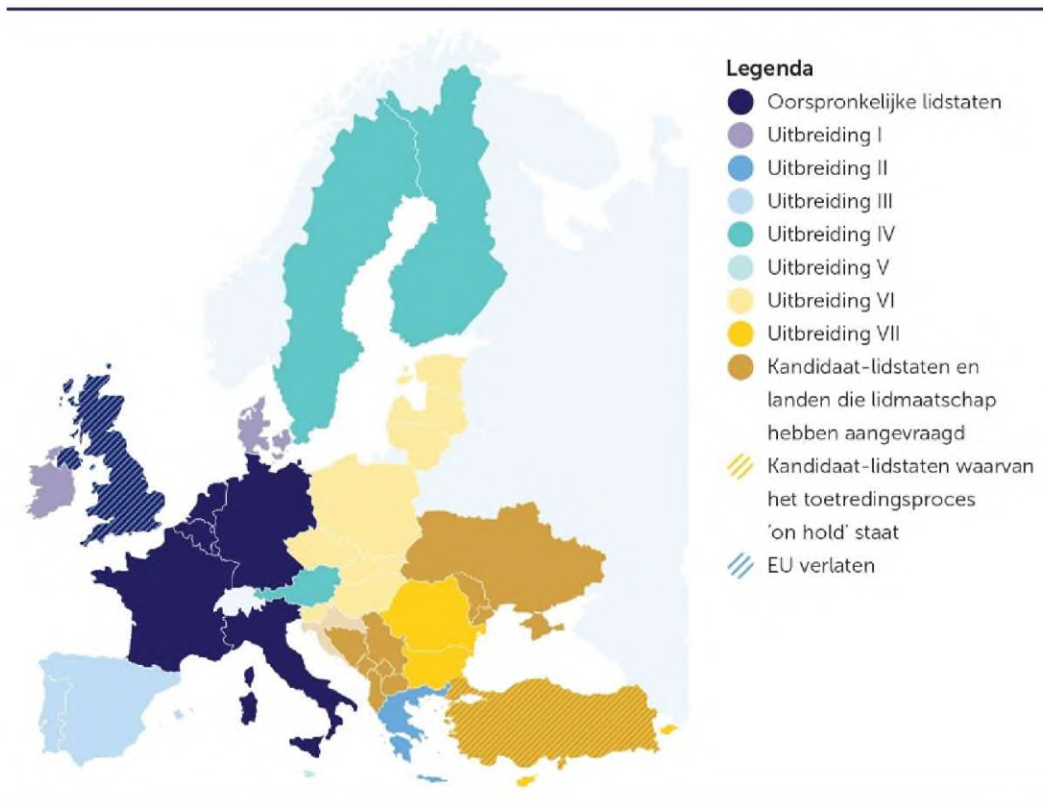 Legenda
Oorspronkelijke lidstaten
Uitbreiding I
Uitbreiding II
Uitbreiding III
Uitbreiding IV
Uitbreiding V
Uitbreiding VI
Uitbreiding VII
Kandidaat-lidstaten en
landen die lidmaatschap
hebben aangevraagd
Kandidaat-lidstaten waarvan
het toetredingsproces
'on hold' staat
EU verlaten